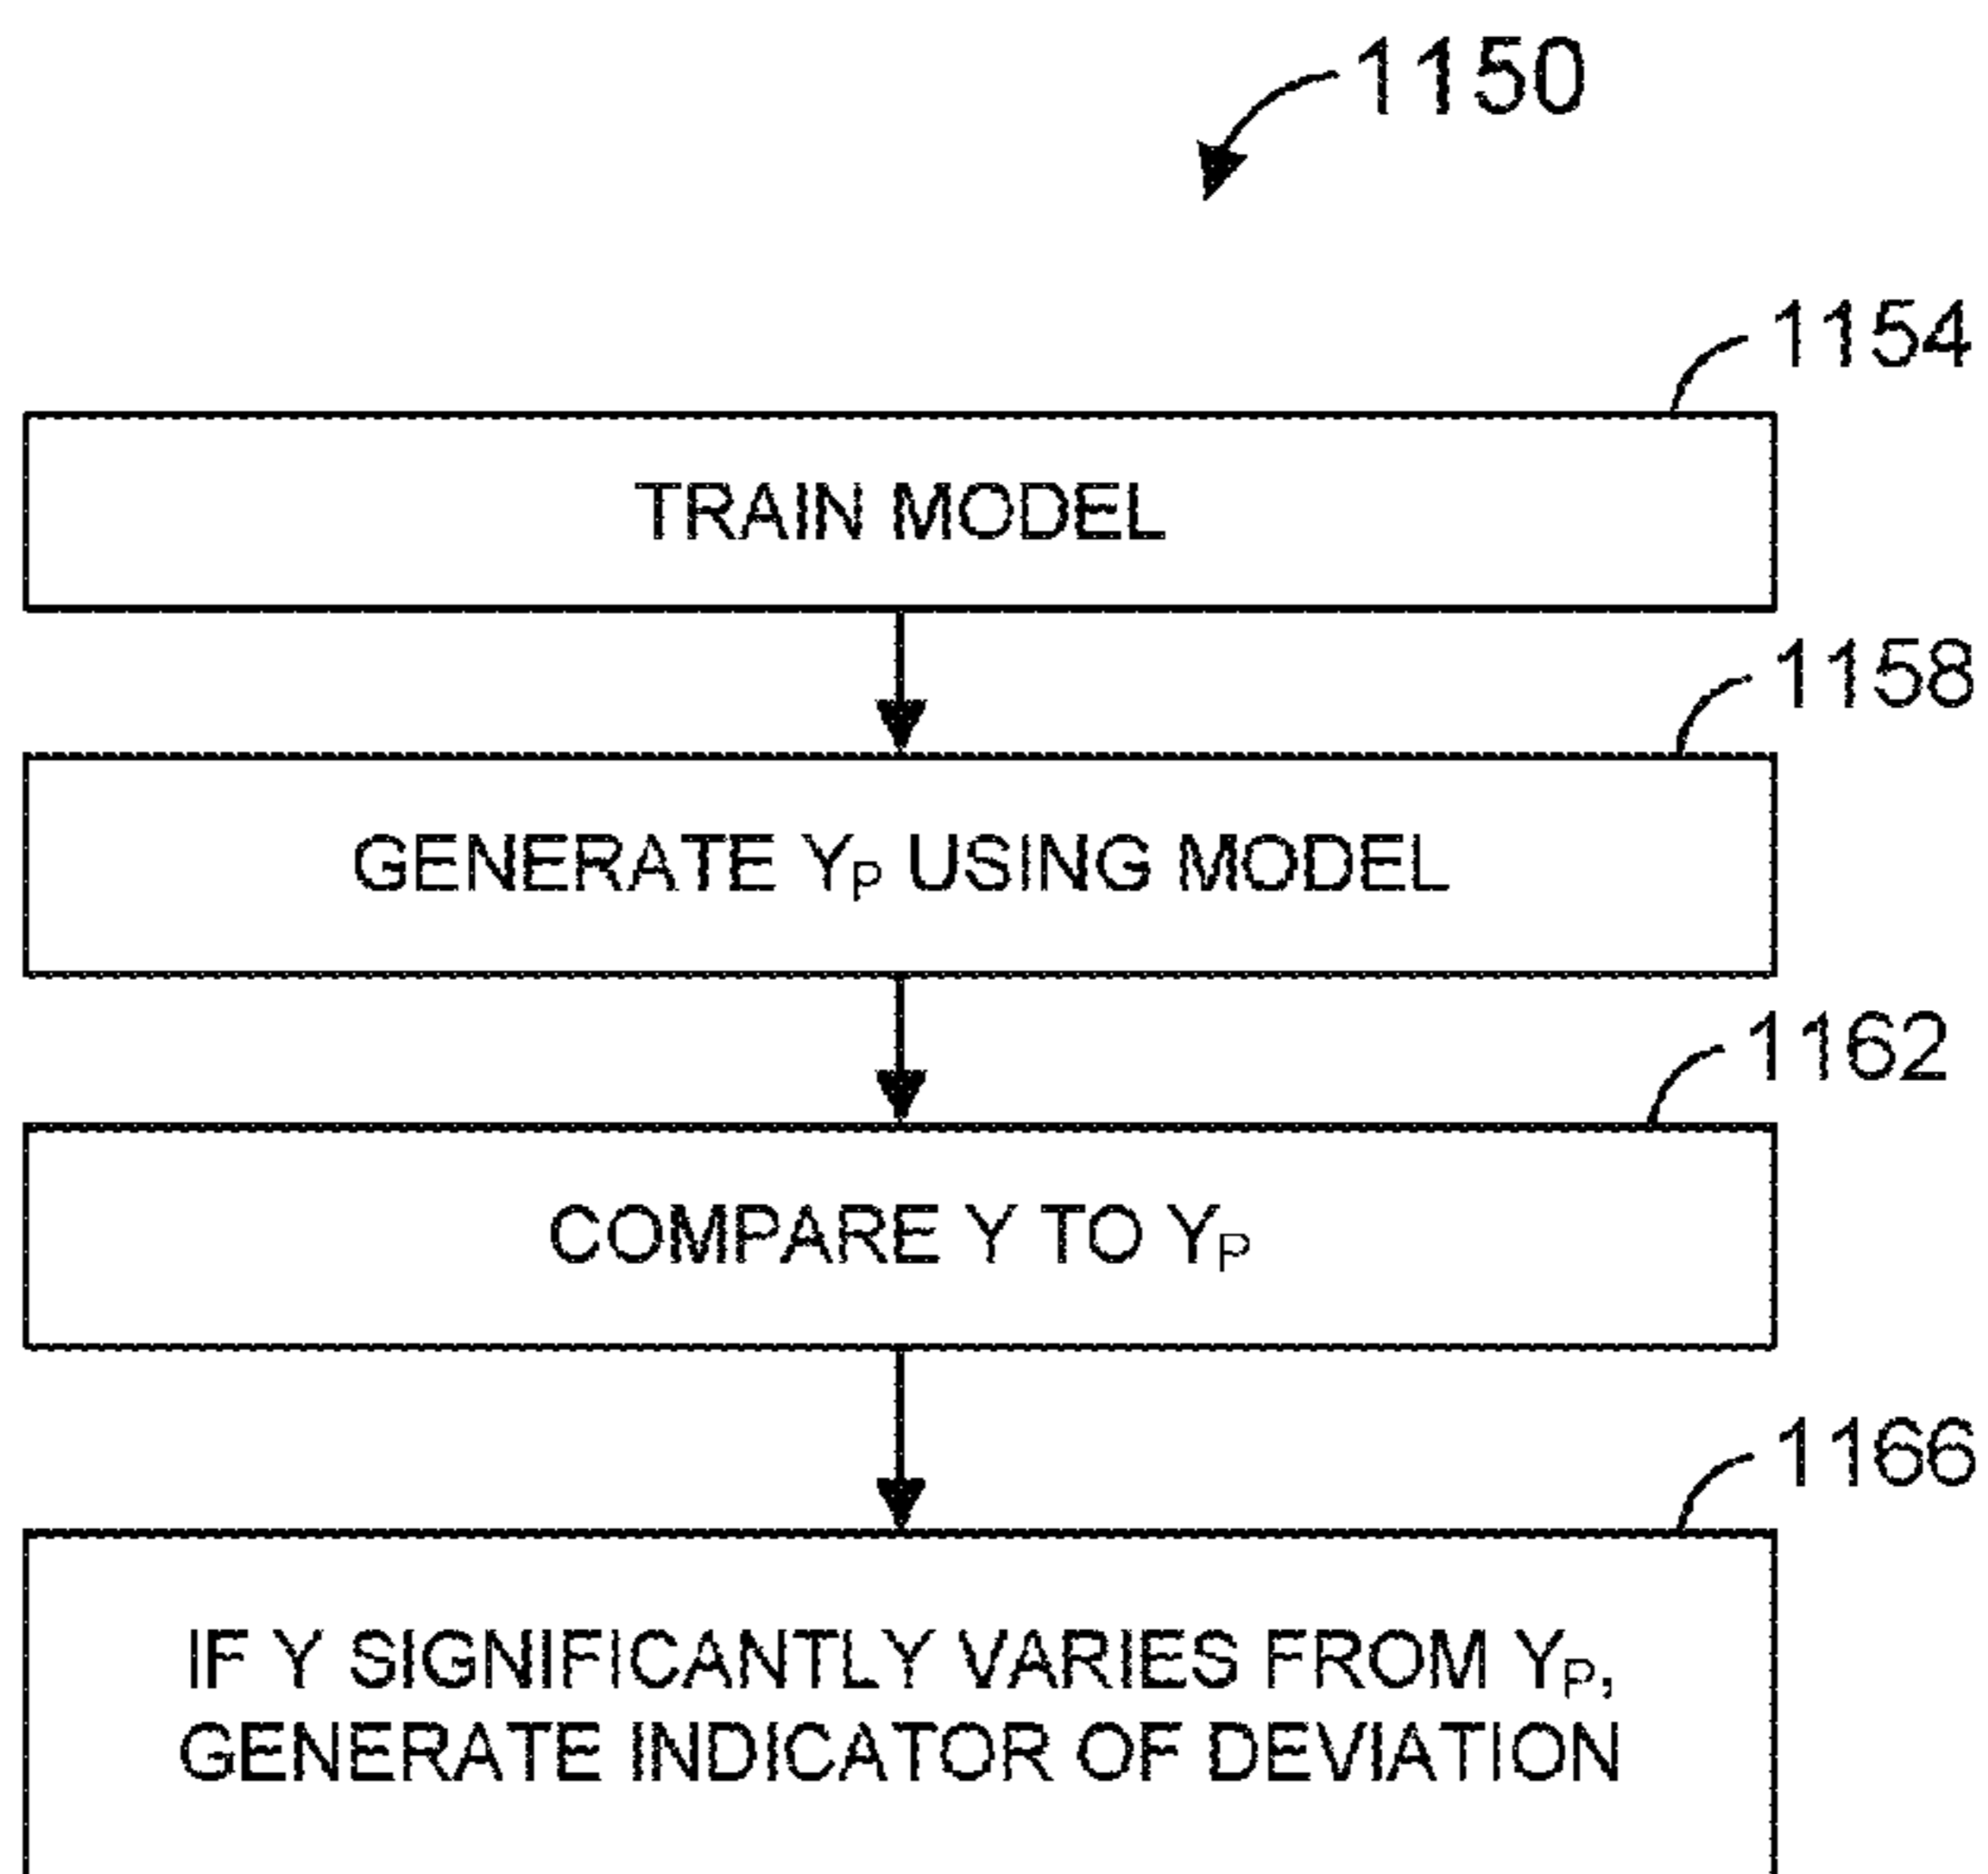 1150
1154
TRAIN MODEL
1158
GENERATE Yₚ USING MODEL
1162
COMPARE Y TO Yₚ
1166
IF Y SIGNIFICANTLY VARIES FROM Yₚ,
GENERATE INDICATOR OF DEVIATION